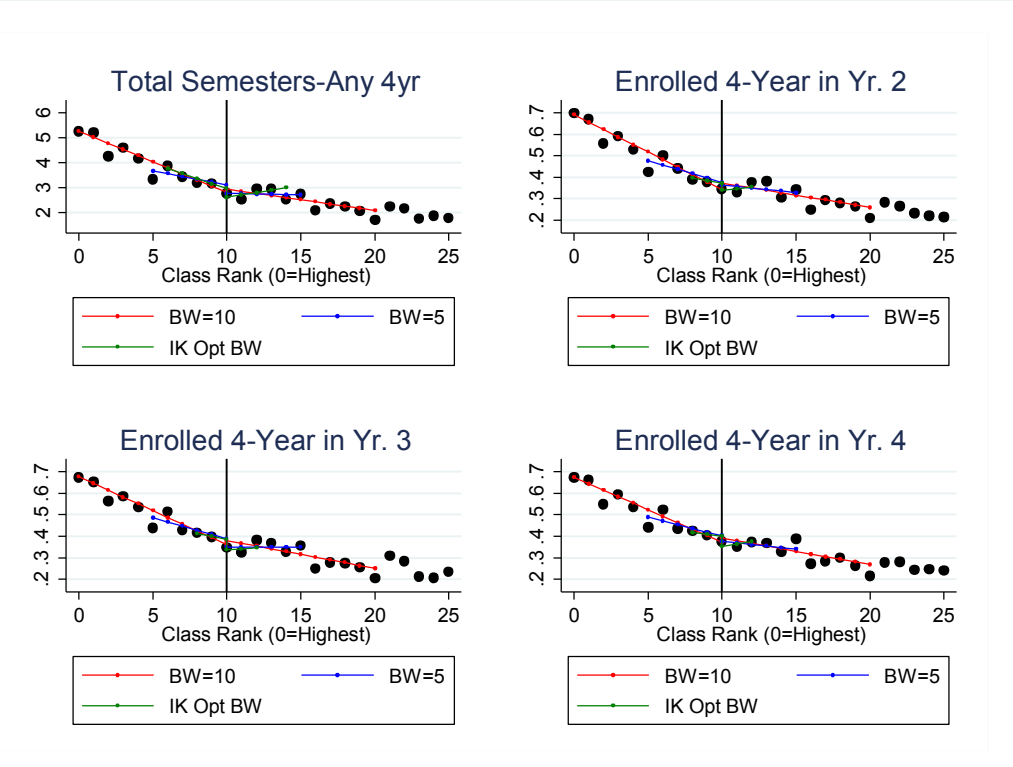 Total Semesters-Any 4yr
6
5
4
3
2
0 5 10 15 20 25
Class Rank (0=Highest)
BW=10 BW=5
IK Opt BW
Enrolled 4-Year in Yr. 2
.7
.6
.5
.4
.3
.2
0 5 10 15 20 25
Class Rank (0=Highest)
BW=10 BW=5
IK Opt BW
Enrolled 4-Year in Yr. 3
.7
.6
.5
.4
.3
.2
0 5 10 15 20 25
Class Rank (0=Highest)
BW=10 BW=5
IK Opt BW
Enrolled 4-Year in Yr. 4
.7
.6
.5
.4
.3
.2
0 5 10 15 20 25
Class Rank (0=Highest)
BW=10 BW=5
IK Opt BW